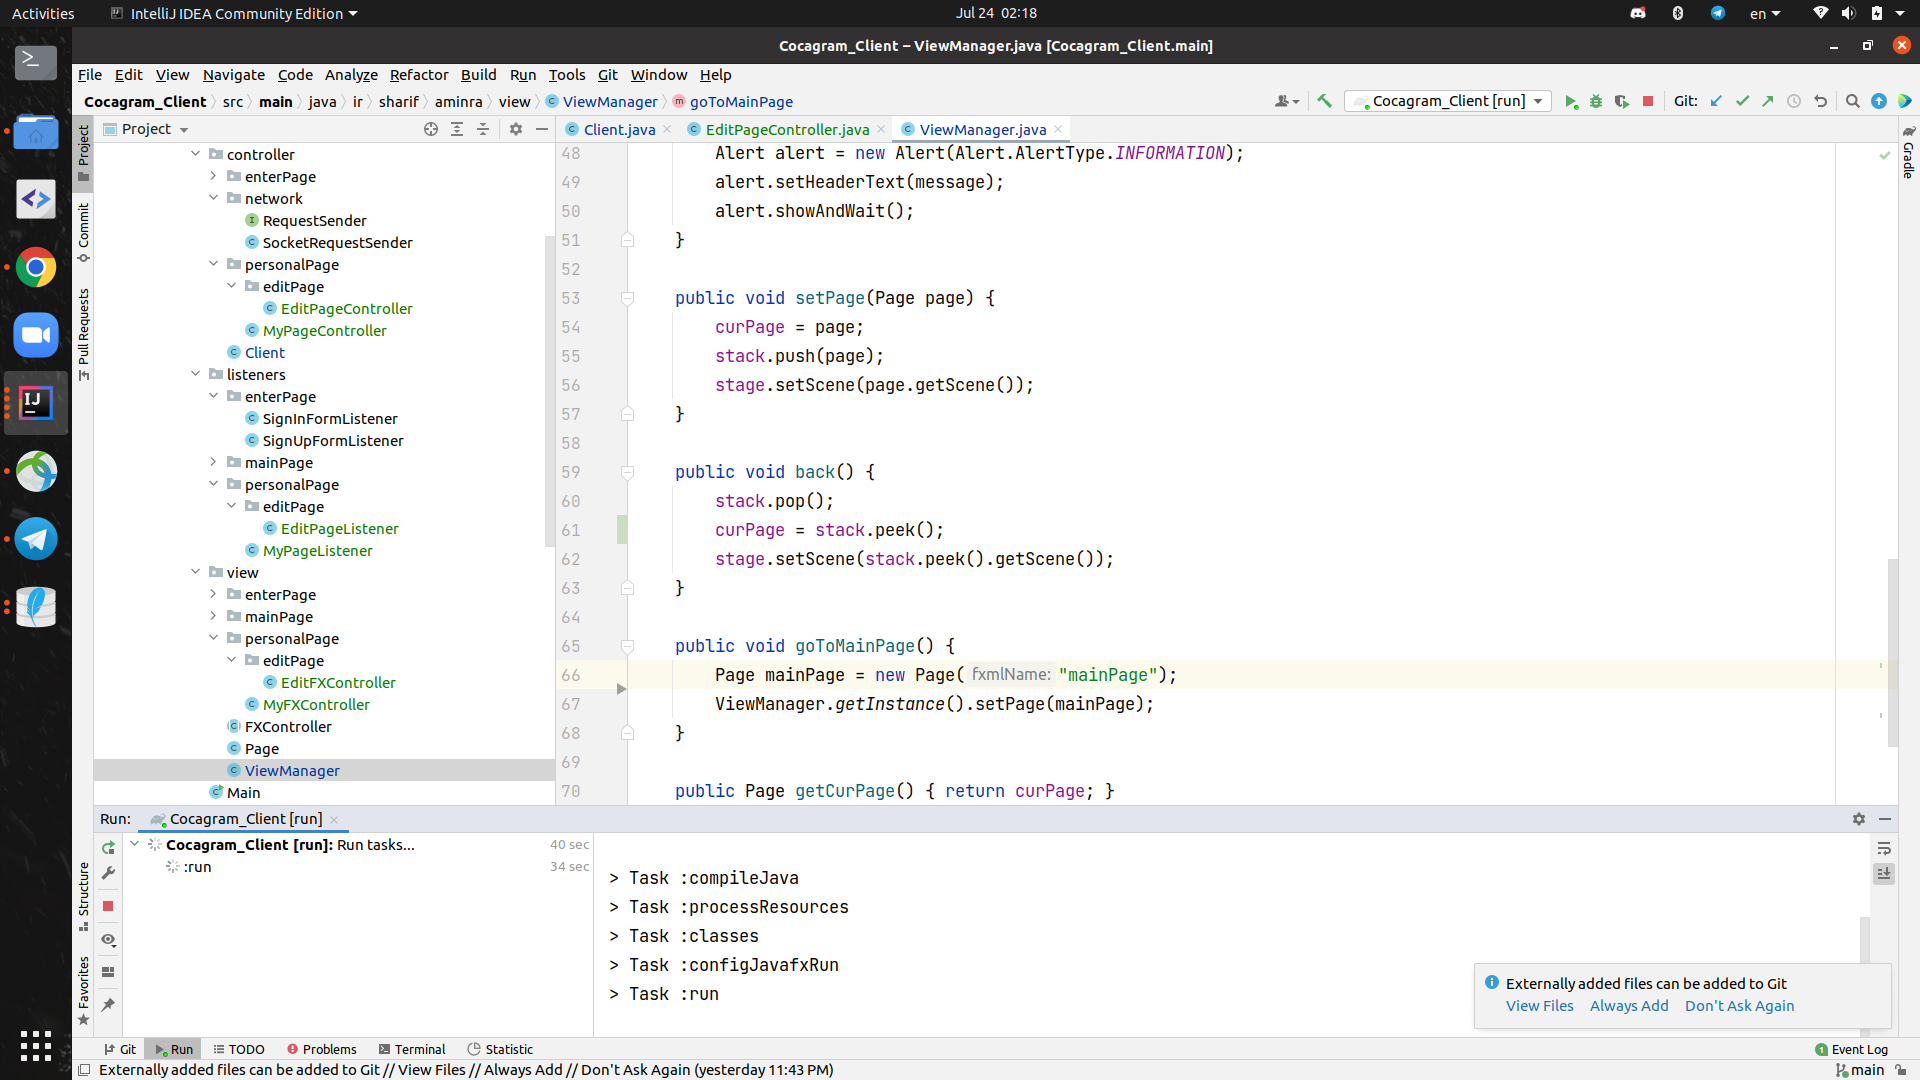 Activities IntelliJ IDEA Community Edition Jul 24 02:18 en
Cocagram_Client – ViewManager.java [Cocagram_Client.main]
File Edit View Navigate Code Analyze Refactor Build Run Tools Git Window Help
Cocagram_Client src main java ir sharif aminra view ViewManager goToMainPage Cocagram_Client [run] Git:
Project Client.java EditPageController.java ViewManager.java
Project
Commit
Pull Requests
Structure
Favorites
Gradle
controller
enterPage
network
RequestSender
SocketRequestSender
personalPage
editPage
EditPageController
MyPageController
Client
listeners
enterPage
SignInFormListener
SignUpFormListener
mainPage
personalPage
editPage
EditPageListener
MyPageListener
view
enterPage
mainPage
personalPage
editPage
EditFXController
MyFXController
FXController
Page
ViewManager
Main
48 Alert alert = new Alert(Alert.AlertType.INFORMATION);
49 alert.setHeaderText(message);
50 alert.showAndWait();
51 }
52
53 public void setPage(Page page) {
54 curPage = page;
55 stack.push(page);
56 stage.setScene(page.getScene());
57 }
58
59 public void back() {
60 stack.pop();
61 curPage = stack.peek();
62 stage.setScene(stack.peek().getScene());
63 }
64
65 public void goToMainPage() {
66 Page mainPage = new Page( fxmlName: "mainPage");
67 ViewManager.getInstance().setPage(mainPage);
68 }
69
70 public Page getCurPage() { return curPage; }
Run: Cocagram_Client [run]
Cocagram_Client [run]: Run tasks... 40 sec
:run 34 sec
> Task :compileJava
> Task :processResources
> Task :classes
> Task :configJavafxRun
> Task :run
Externally added files can be added to Git
View Files Always Add Don't Ask Again
Git Run TODO Problems Terminal Statistic 1 Event Log
Externally added files can be added to Git // View Files // Always Add // Don't Ask Again (yesterday 11:43 PM) main